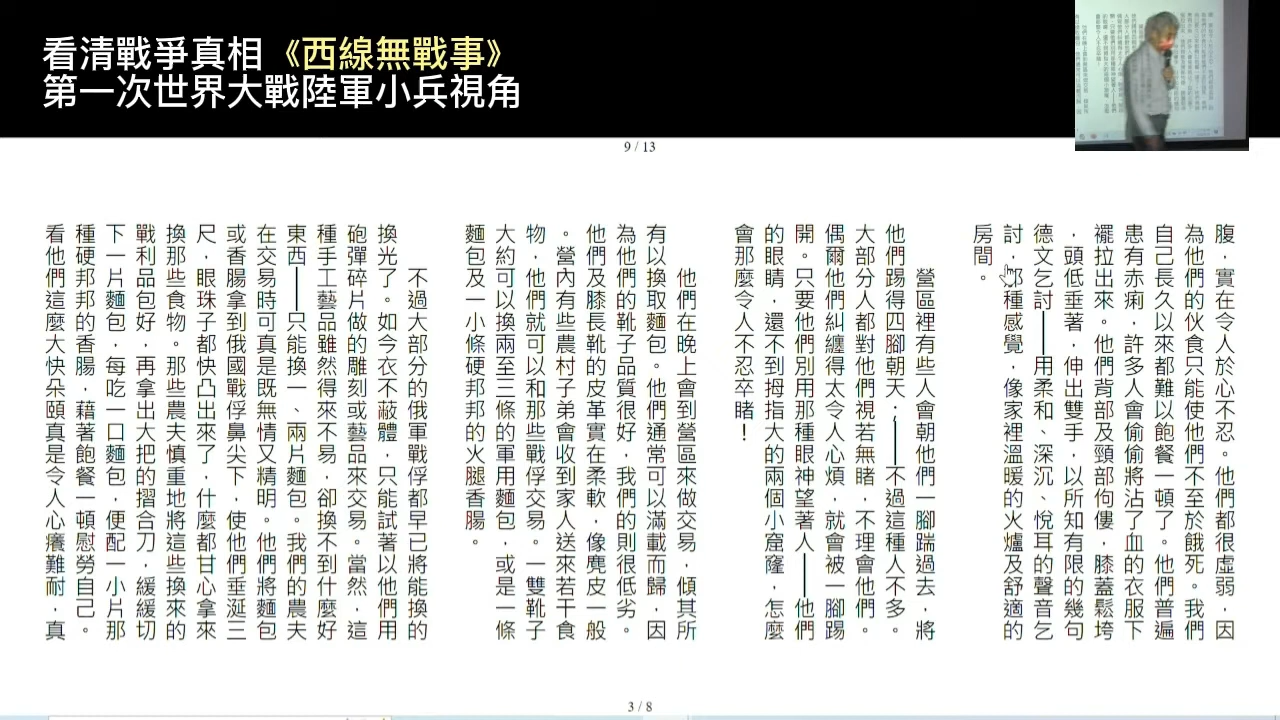 看清戰爭真相《西線無戰事》
第一次世界大戰陸軍小兵視角
9 / 13
腹，實在令人於心不忍。他們都很虛弱，因
為他們的伙食只能使他們不至於餓死。我們
自己長久以來都難以飽餐一頓了。他們普遍
患有赤痢，許多人會偷偷將沾了血的衣服下
襬拉出來。他們背部及頸部佝僂，膝蓋鬆垮
，頭低垂著，伸出雙手，以所知有限的幾句
德文乞討——用柔和、深沉、悅耳的聲音乞
討，那種感覺，像家裡溫暖的火爐及舒適的
房間。
營區裡有些人會朝他們一腳踹過去，將
他們踢得四腳朝天，——不過這種人不多。
大部分人都對他們視若無睹，不理會他們。
偶爾他們糾纏得太令人心煩，就會被一腳踢
開。只要他們別用那種眼神望著人——他們
的眼睛，還不到拇指大的兩個小窟窿，怎麼
會那麼令人不忍卒睹！
他們在晚上會到營區來做交易，傾其所
有以換取麵包。他們通常可以滿載而歸，因
為他們的靴子品質很好，我們的則很低劣。
他們及膝長靴的皮革實在柔軟，像麂皮一般
。營內有些農村子弟會收到家人送來若干食
物，他們就可以和那些戰俘交易。一雙靴子
大約可以換兩至三條的軍用麵包，或是一條
麵包及一小條硬邦邦的火腿香腸。
不過大部分的俄軍戰俘都早已將能換的
換光了。如今衣不蔽體，只能試著以他們用
砲彈碎片做的雕刻或藝品來交易。當然，這
種手工藝品雖然得來不易，卻換不到什麼好
東西——只能換一、兩片麵包。我們的農夫
在交易時可真是既無情又精明。他們將麵包
或香腸拿到俄國戰俘鼻尖下，使他們垂涎三
尺，眼珠子都快凸出來了，什麼都甘心拿來
換那些食物。那些農夫慎重地將這些換來的
戰利品包好，再拿出大把的摺合刀，緩緩切
下一片麵包，每吃一口麵包，便配一小片那
種硬邦邦的香腸，藉著飽餐一頓慰勞自己。
看他們這麼大快朵頤真是令人心癢難耐，真
3 / 8